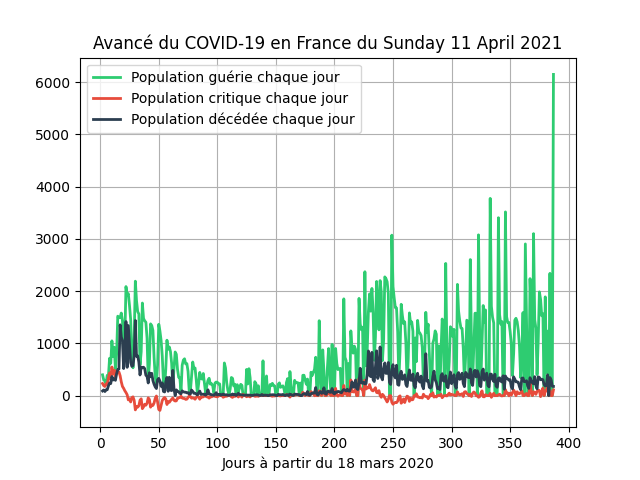 Avancé du COVID-19 en France du Sunday 11 April 2021
Population guérie chaque jour
Population critique chaque jour
Population décédée chaque jour
6000
5000
4000
3000
2000
1000
0
0 50 100 150 200 250 300 350 400
Jours à partir du 18 mars 2020